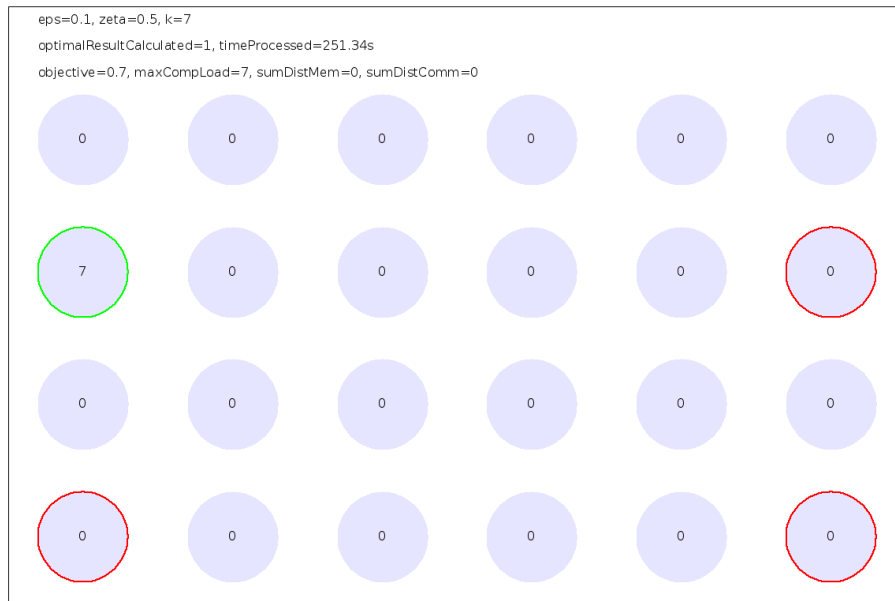 eps=0.1, zeta=0.5, k=7
optimalResultCalculated=1, timeProcessed=251.34s
objective=0.7, maxCompLoad=7, sumDistMem=0, sumDistComm=0
0 0 0 0 0 0
7 0 0 0 0 0
0 0 0 0 0 0
0 0 0 0 0 0